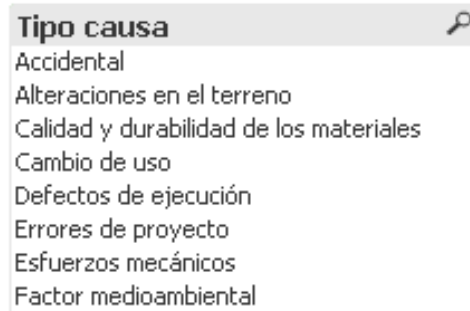 Tipo causa
Accidental
Alteraciones en el terreno
Calidad y durabilidad de los materiales
Cambio de uso
Defectos de ejecución
Errores de proyecto
Esfuerzos mecánicos
Factor medioambiental